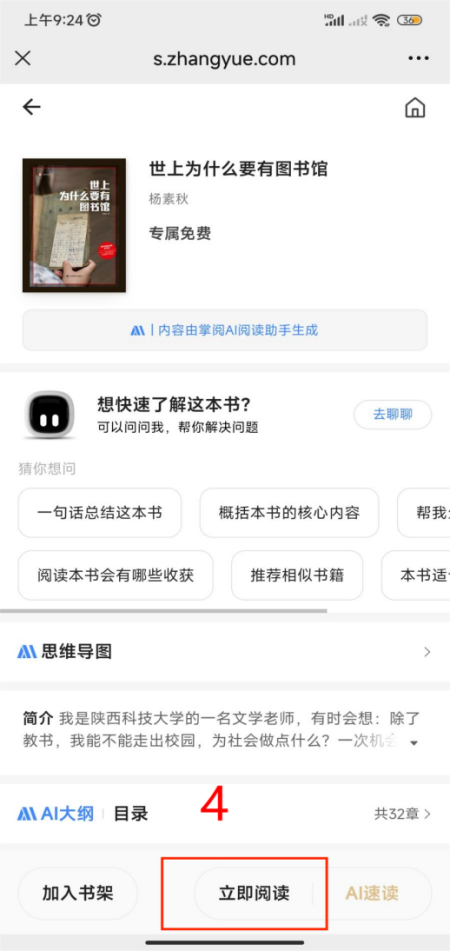 上午9:24
HD
36
s.zhangyue.com
世上
为什么要有
图书馆
世上为什么要有图书馆
杨素秋
专属免费
内容由掌阅AI阅读助手生成
想快速了解这本书？
可以问问我，帮你解决问题
去聊聊
猜你想问
一句话总结这本书
概括本书的核心内容
帮我
阅读本书会有哪些收获
推荐相似书籍
本书适
思维导图
简介 我是陕西科技大学的一名文学老师，有时会想：除了
教书，我能不能走出校园，为社会做点什么？一次机会
AI大纲 目录
4
共32章
加入书架
立即阅读
AI速读